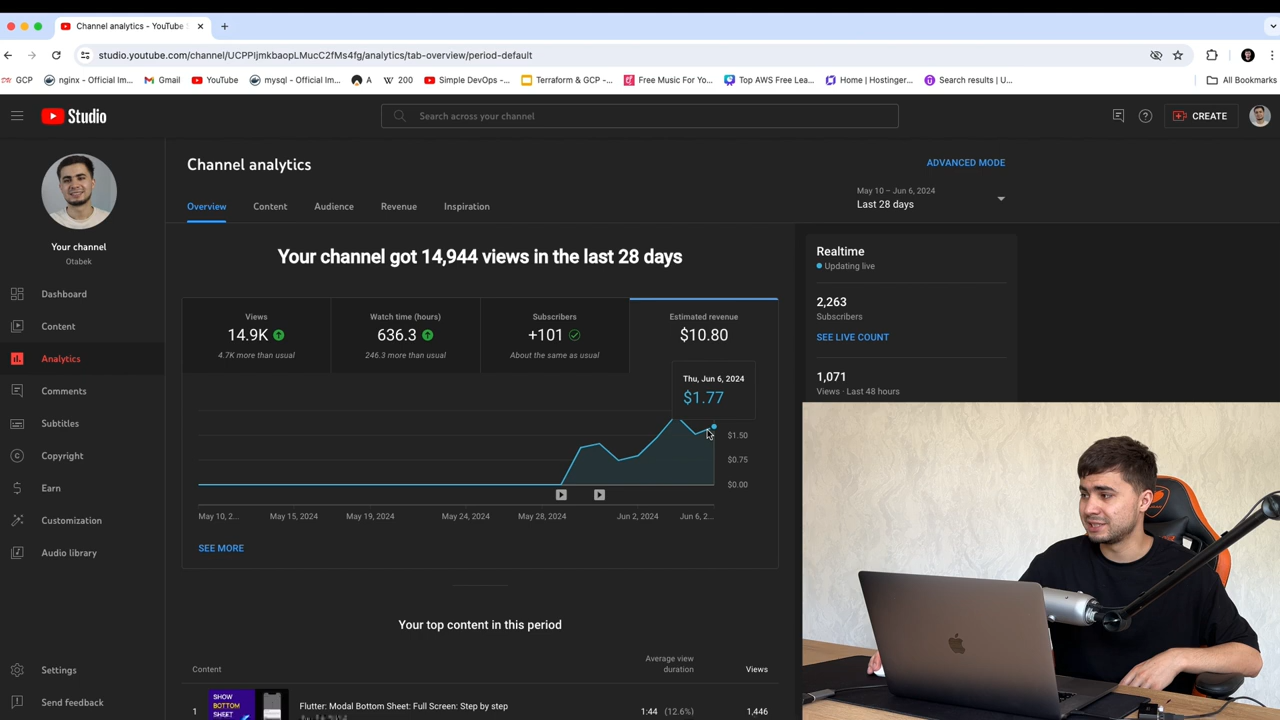 Channel analytics - YouTube S
studio.youtube.com/channel/UCPPIjmkbaopLMucC2fMs4fg/analytics/tab-overview/period-default
GCP
nginx - Official Im...
Gmail
YouTube
mysql - Official Im...
A
200
Simple DevOps -...
Terraform & GCP -...
Free Music For Yo...
Top AWS Free Lea...
Home | Hostinger...
Search results | U...
All Bookmarks
Studio
Search across your channel
CREATE
Channel analytics
ADVANCED MODE
May 10 – Jun 6, 2024
Last 28 days
Overview
Content
Audience
Revenue
Inspiration
Your channel
Otabek
Dashboard
Content
Analytics
Comments
Subtitles
Copyright
Earn
Customization
Audio library
Settings
Send feedback
Your channel got 14,944 views in the last 28 days
Views
14.9K
4.7K more than usual
Watch time (hours)
636.3
246.3 more than usual
Subscribers
+101
About the same as usual
Estimated revenue
$10.80
Thu, Jun 6, 2024
$1.77
$1.50
$0.75
$0.00
May 10, 2...
May 15, 2024
May 19, 2024
May 24, 2024
May 28, 2024
Jun 2, 2024
Jun 6, 2...
SEE MORE
Realtime
Updating live
2,263
Subscribers
SEE LIVE COUNT
1,071
Views · Last 48 hours
Your top content in this period
Content
Average view
duration
Views
1
SHOW
BOTTOM
SHEET
Flutter: Modal Bottom Sheet: Full Screen: Step by step
1:44 (12.6%)
1,446